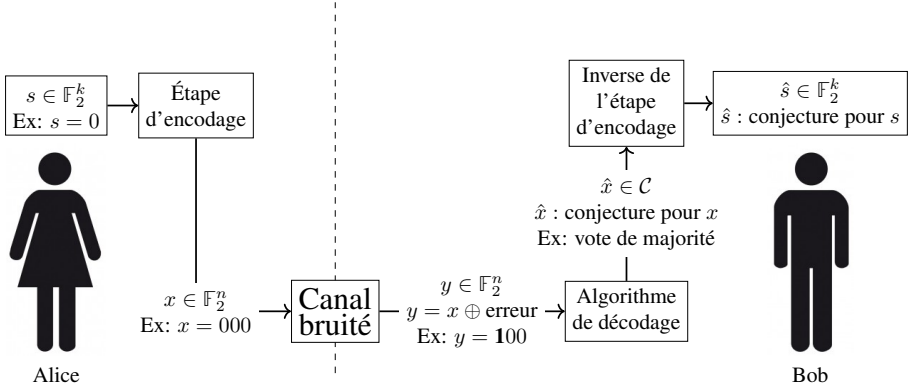 s ∈ 𝔽₂ᵏ
Ex: s = 0
Étape
d'encodage
x ∈ 𝔽₂ⁿ
Ex: x = 000
Canal
bruité
y ∈ 𝔽₂ⁿ
y = x ⊕ erreur
Ex: y = 100
Algorithme
de décodage
x̂ ∈ 𝒞
x̂ : conjecture pour x
Ex: vote de majorité
Inverse de
l'étape
d'encodage
ŝ ∈ 𝔽₂ᵏ
ŝ : conjecture pour s
Alice
Bob